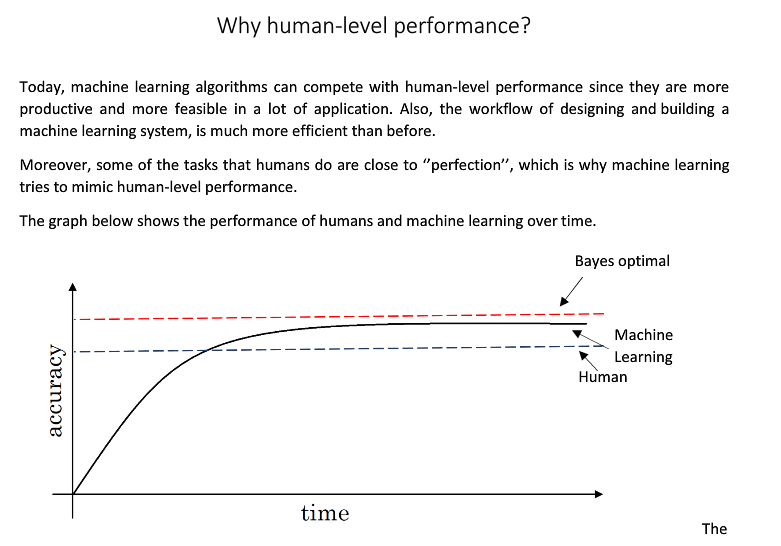 Why human-level performance?
Today, machine learning algorithms can compete with human-level performance since they are more
productive and more feasible in a lot of application. Also, the workflow of designing and building a
machine learning system, is much more efficient than before.
Moreover, some of the tasks that humans do are close to ‘’perfection’’, which is why machine learning
tries to mimic human-level performance.
The graph below shows the performance of humans and machine learning over time.
Bayes optimal
Machine
Learning
Human
accuracy
time
The